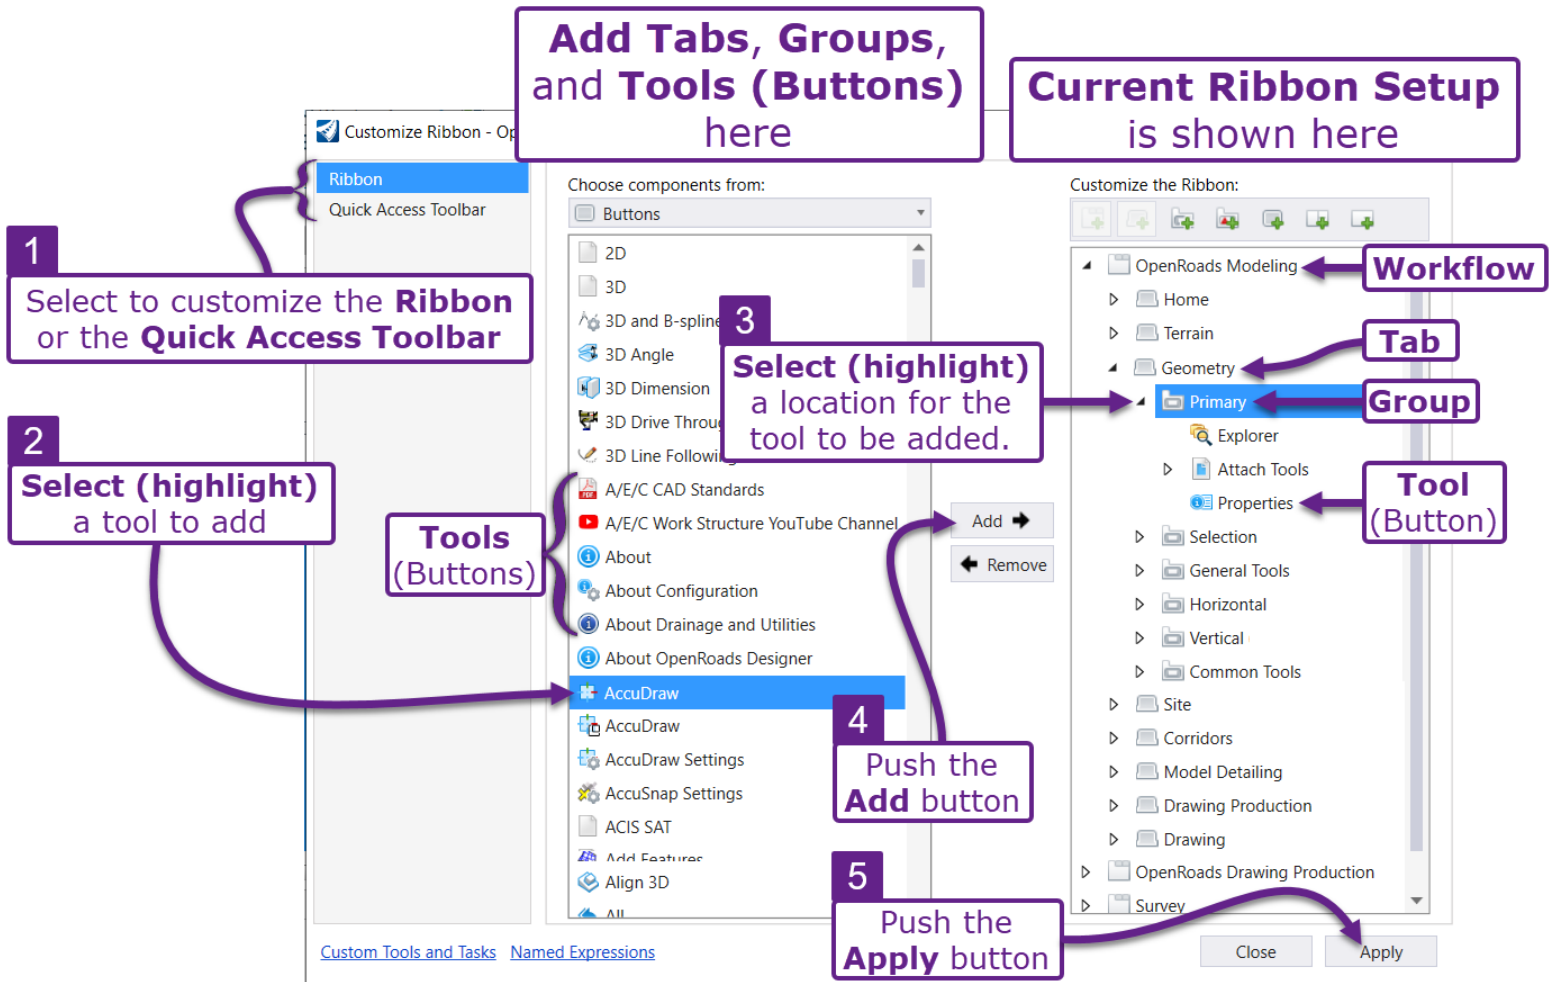 Add Tabs, Groups,
and Tools (Buttons)
here
Current Ribbon Setup
is shown here
Customize Ribbon - Op
Ribbon
Quick Access Toolbar
1
Select to customize the Ribbon
or the Quick Access Toolbar
2
Select (highlight)
a tool to add
Tools
(Buttons)
Choose components from:
Buttons
2D
3D
3D and B-spline
3D Angle
3D Dimension
3D Drive Throu
3D Line Followin
A/E/C CAD Standards
A/E/C Work Structure YouTube Channel
About
About Configuration
About Drainage and Utilities
About OpenRoads Designer
AccuDraw
AccuDraw
AccuDraw Settings
AccuSnap Settings
ACIS SAT
Add Features
Align 3D
All
3
Select (highlight)
a location for the
tool to be added.
Add
Remove
4
Push the
Add button
5
Push the
Apply button
Customize the Ribbon:
OpenRoads Modeling
Workflow
Home
Terrain
Tab
Geometry
Primary
Group
Explorer
Attach Tools
Properties
Tool
(Button)
Selection
General Tools
Horizontal
Vertical
Common Tools
Site
Corridors
Model Detailing
Drawing Production
Drawing
OpenRoads Drawing Production
Survey
Custom Tools and Tasks
Named Expressions
Close
Apply
PDF